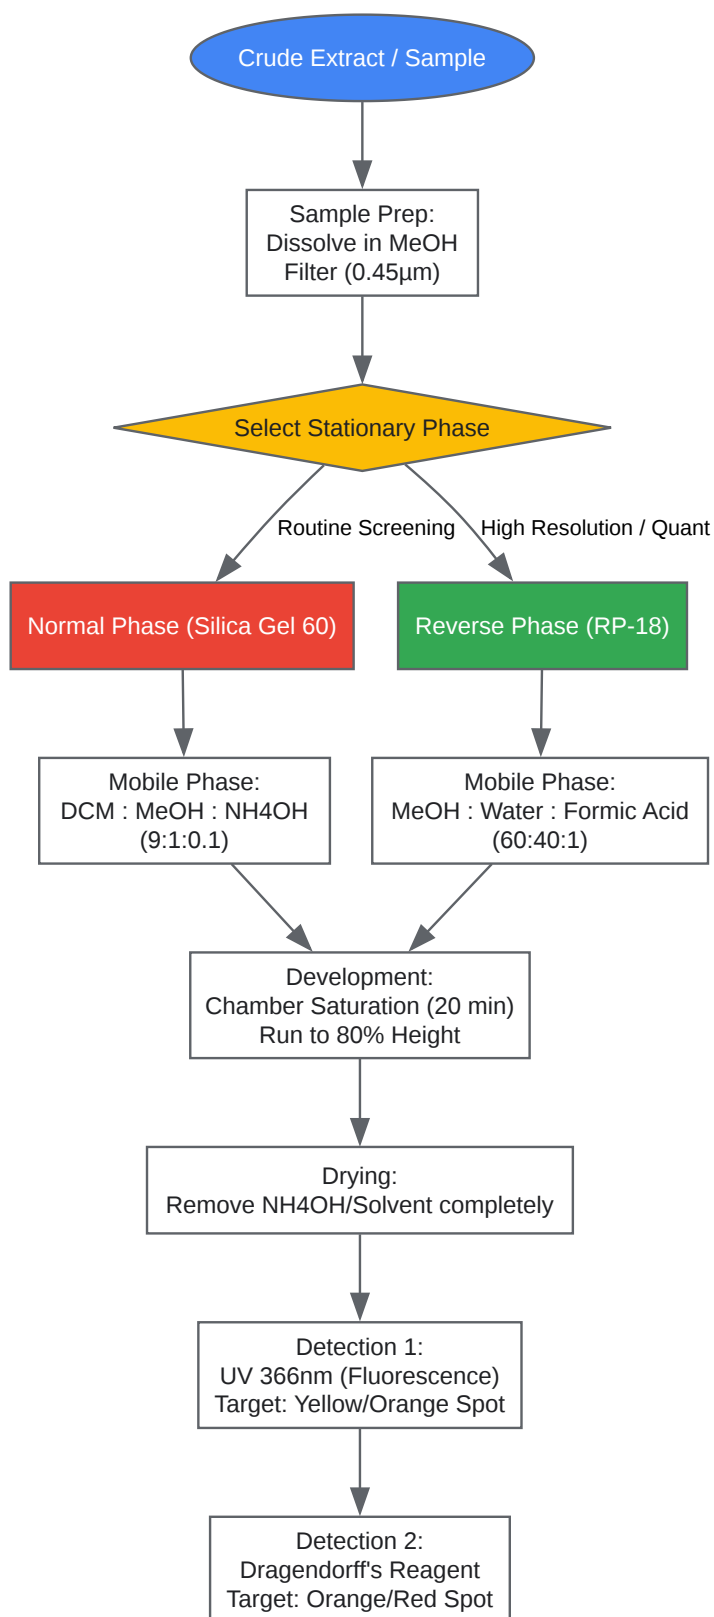 Crude Extract / Sample
Sample Prep:
Dissolve in MeOH
Filter (0.45µm)
Select Stationary Phase
Routine Screening
High Resolution / Quant
Normal Phase (Silica Gel 60)
Reverse Phase (RP-18)
Mobile Phase:
DCM : MeOH : NH4OH
(9:1:0.1)
Mobile Phase:
MeOH : Water : Formic Acid
(60:40:1)
Development:
Chamber Saturation (20 min)
Run to 80% Height
Drying:
Remove NH4OH/Solvent completely
Detection 1:
UV 366nm (Fluorescence)
Target: Yellow/Orange Spot
Detection 2:
Dragendorff's Reagent
Target: Orange/Red Spot